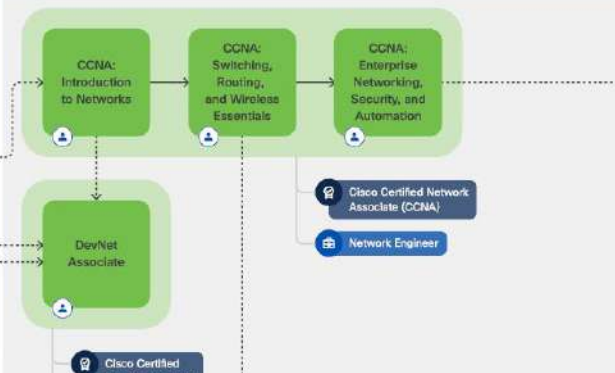 CCNA:
Introduction
to Networks
CCNA:
Switching,
Routing,
and Wireless
Essentials
CCNA:
Enterprise
Networking,
Security, and
Automation
Cisco Certified Network
Associate (CCNA)
Network Engineer
DevNet
Associate
Cisco Certified